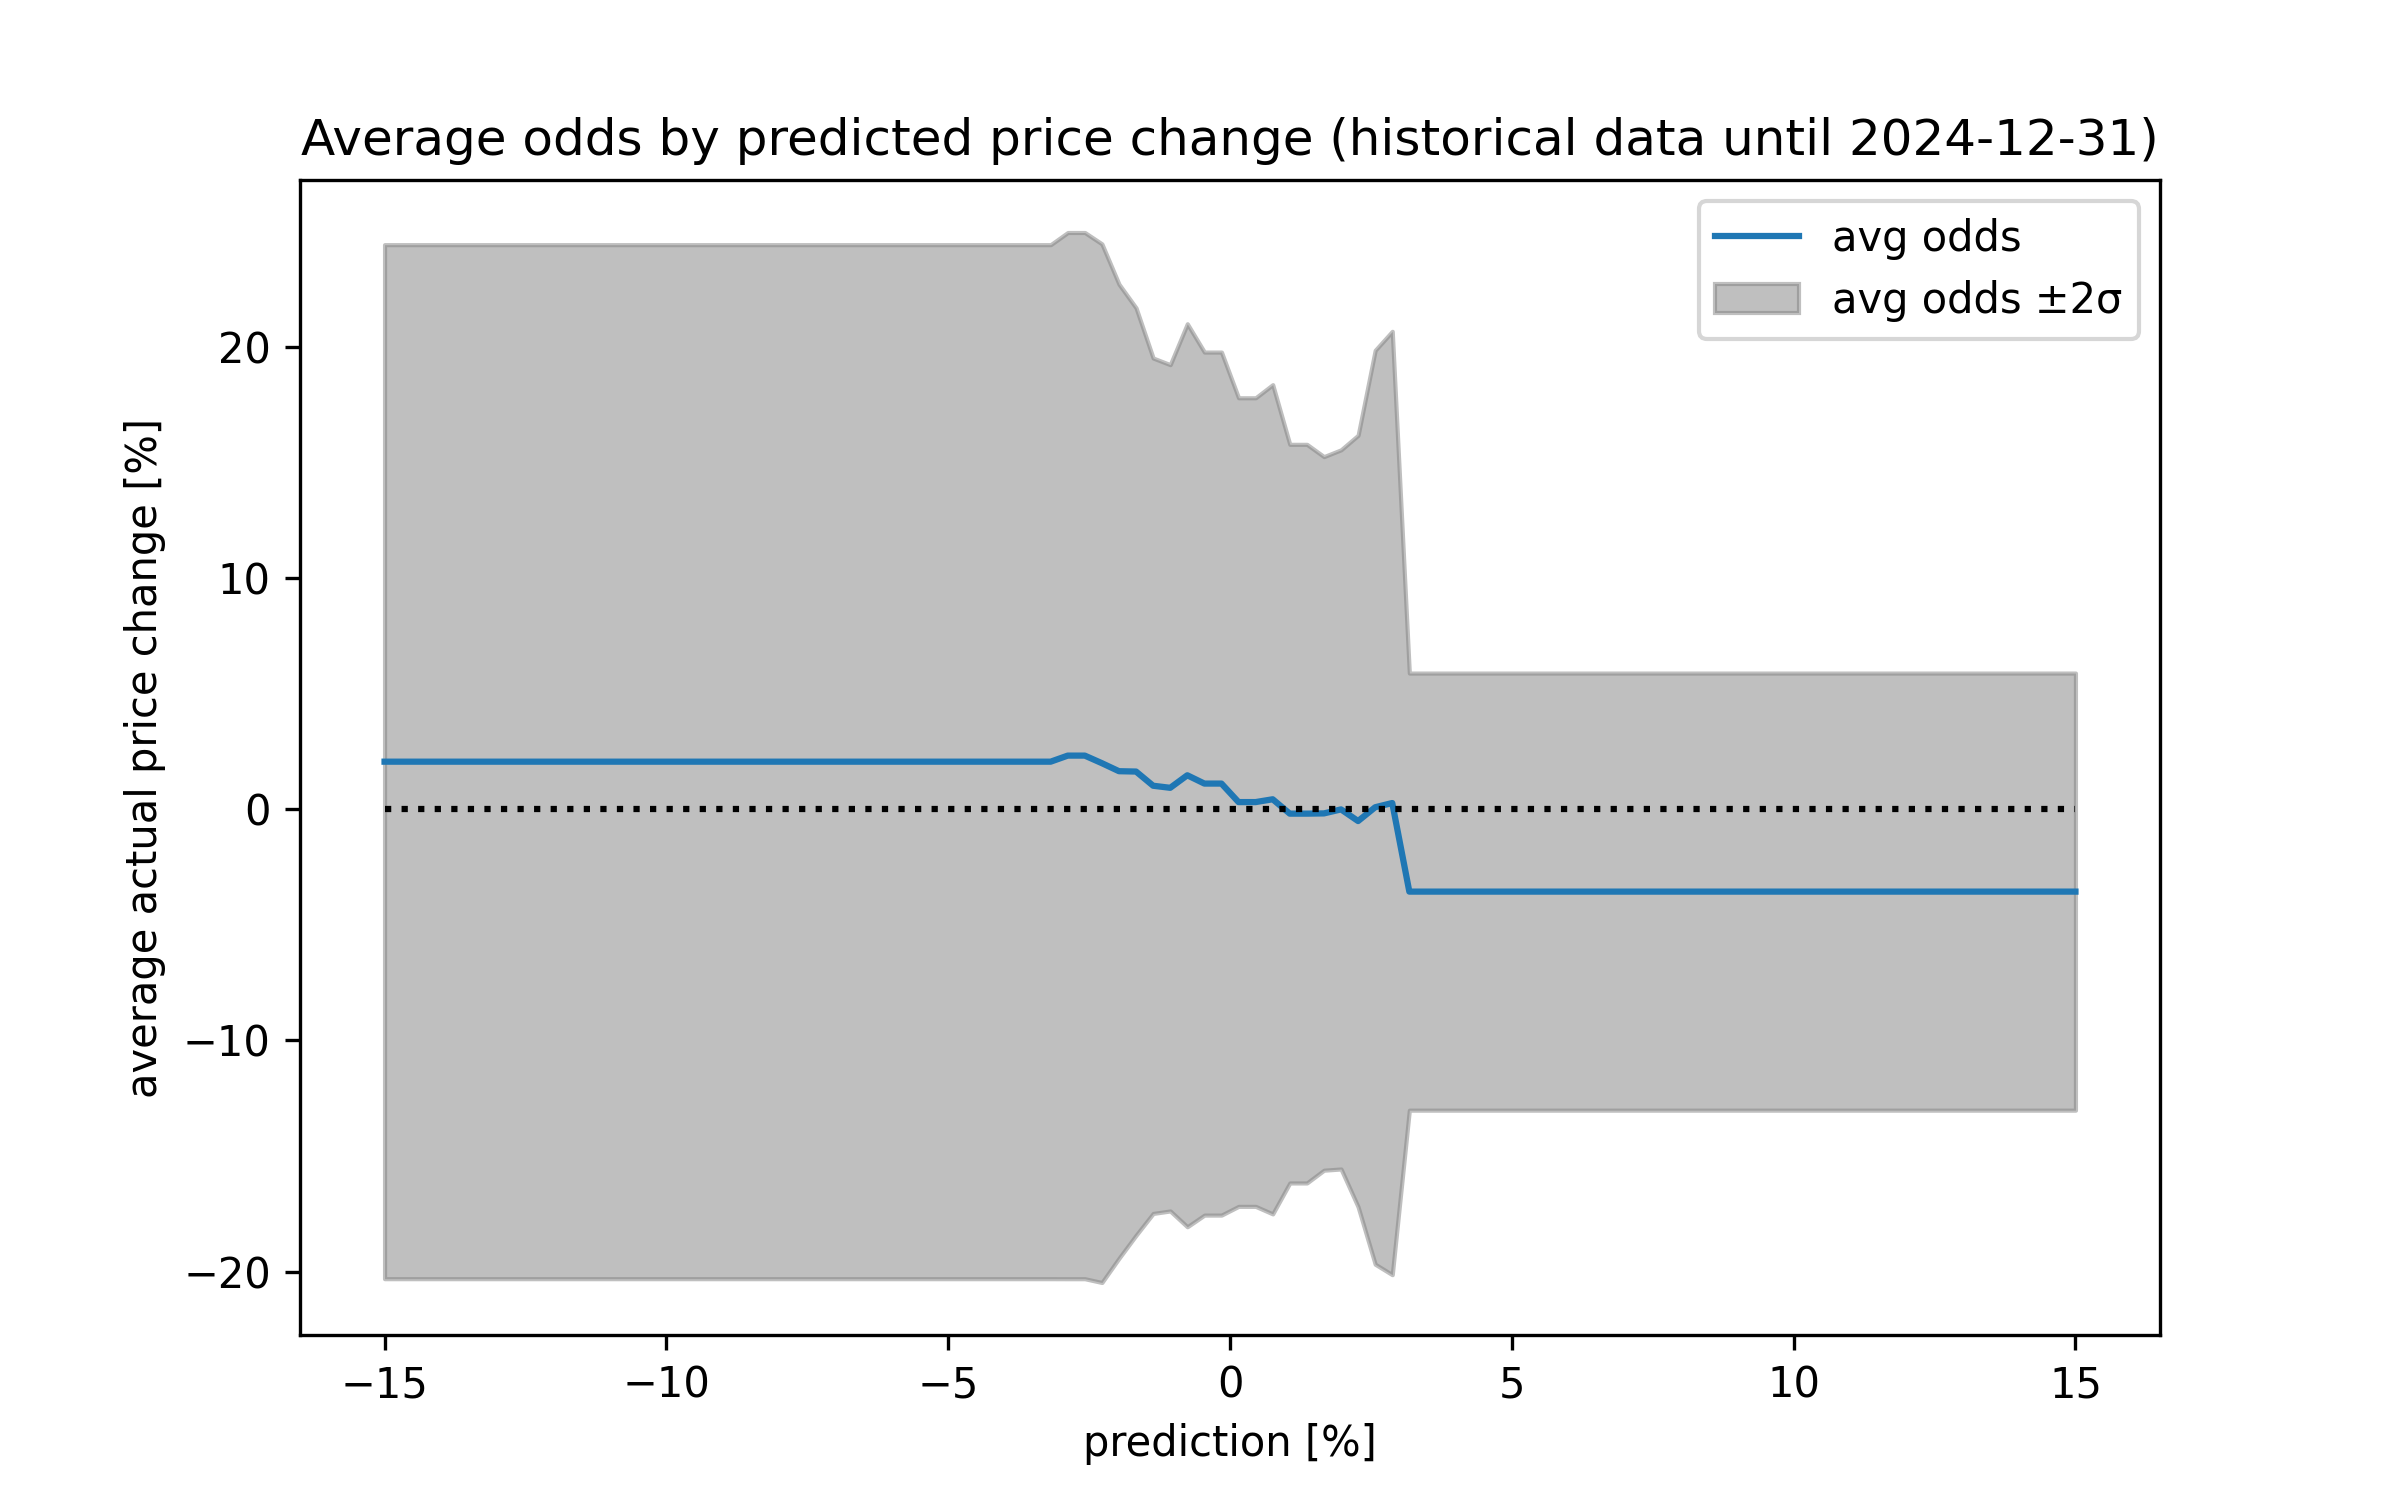 Average odds by predicted price change (historical data until 2024-12-31)
avg odds
avg odds ±2σ
average actual price change [%]
20
10
0
−10
−20
−15
−10
−5
0
5
10
15
prediction [%]